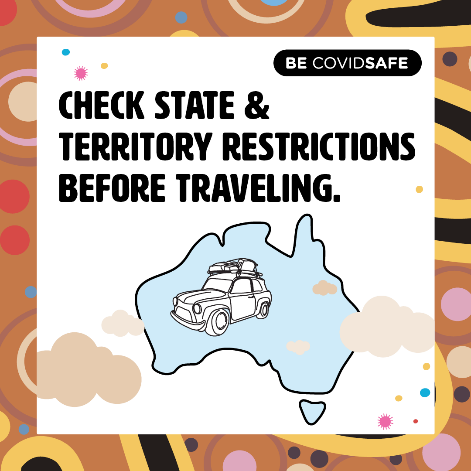 BE COVIDSAFE
CHECK STATE &
TERRITORY RESTRICTIONS
BEFORE TRAVELING.